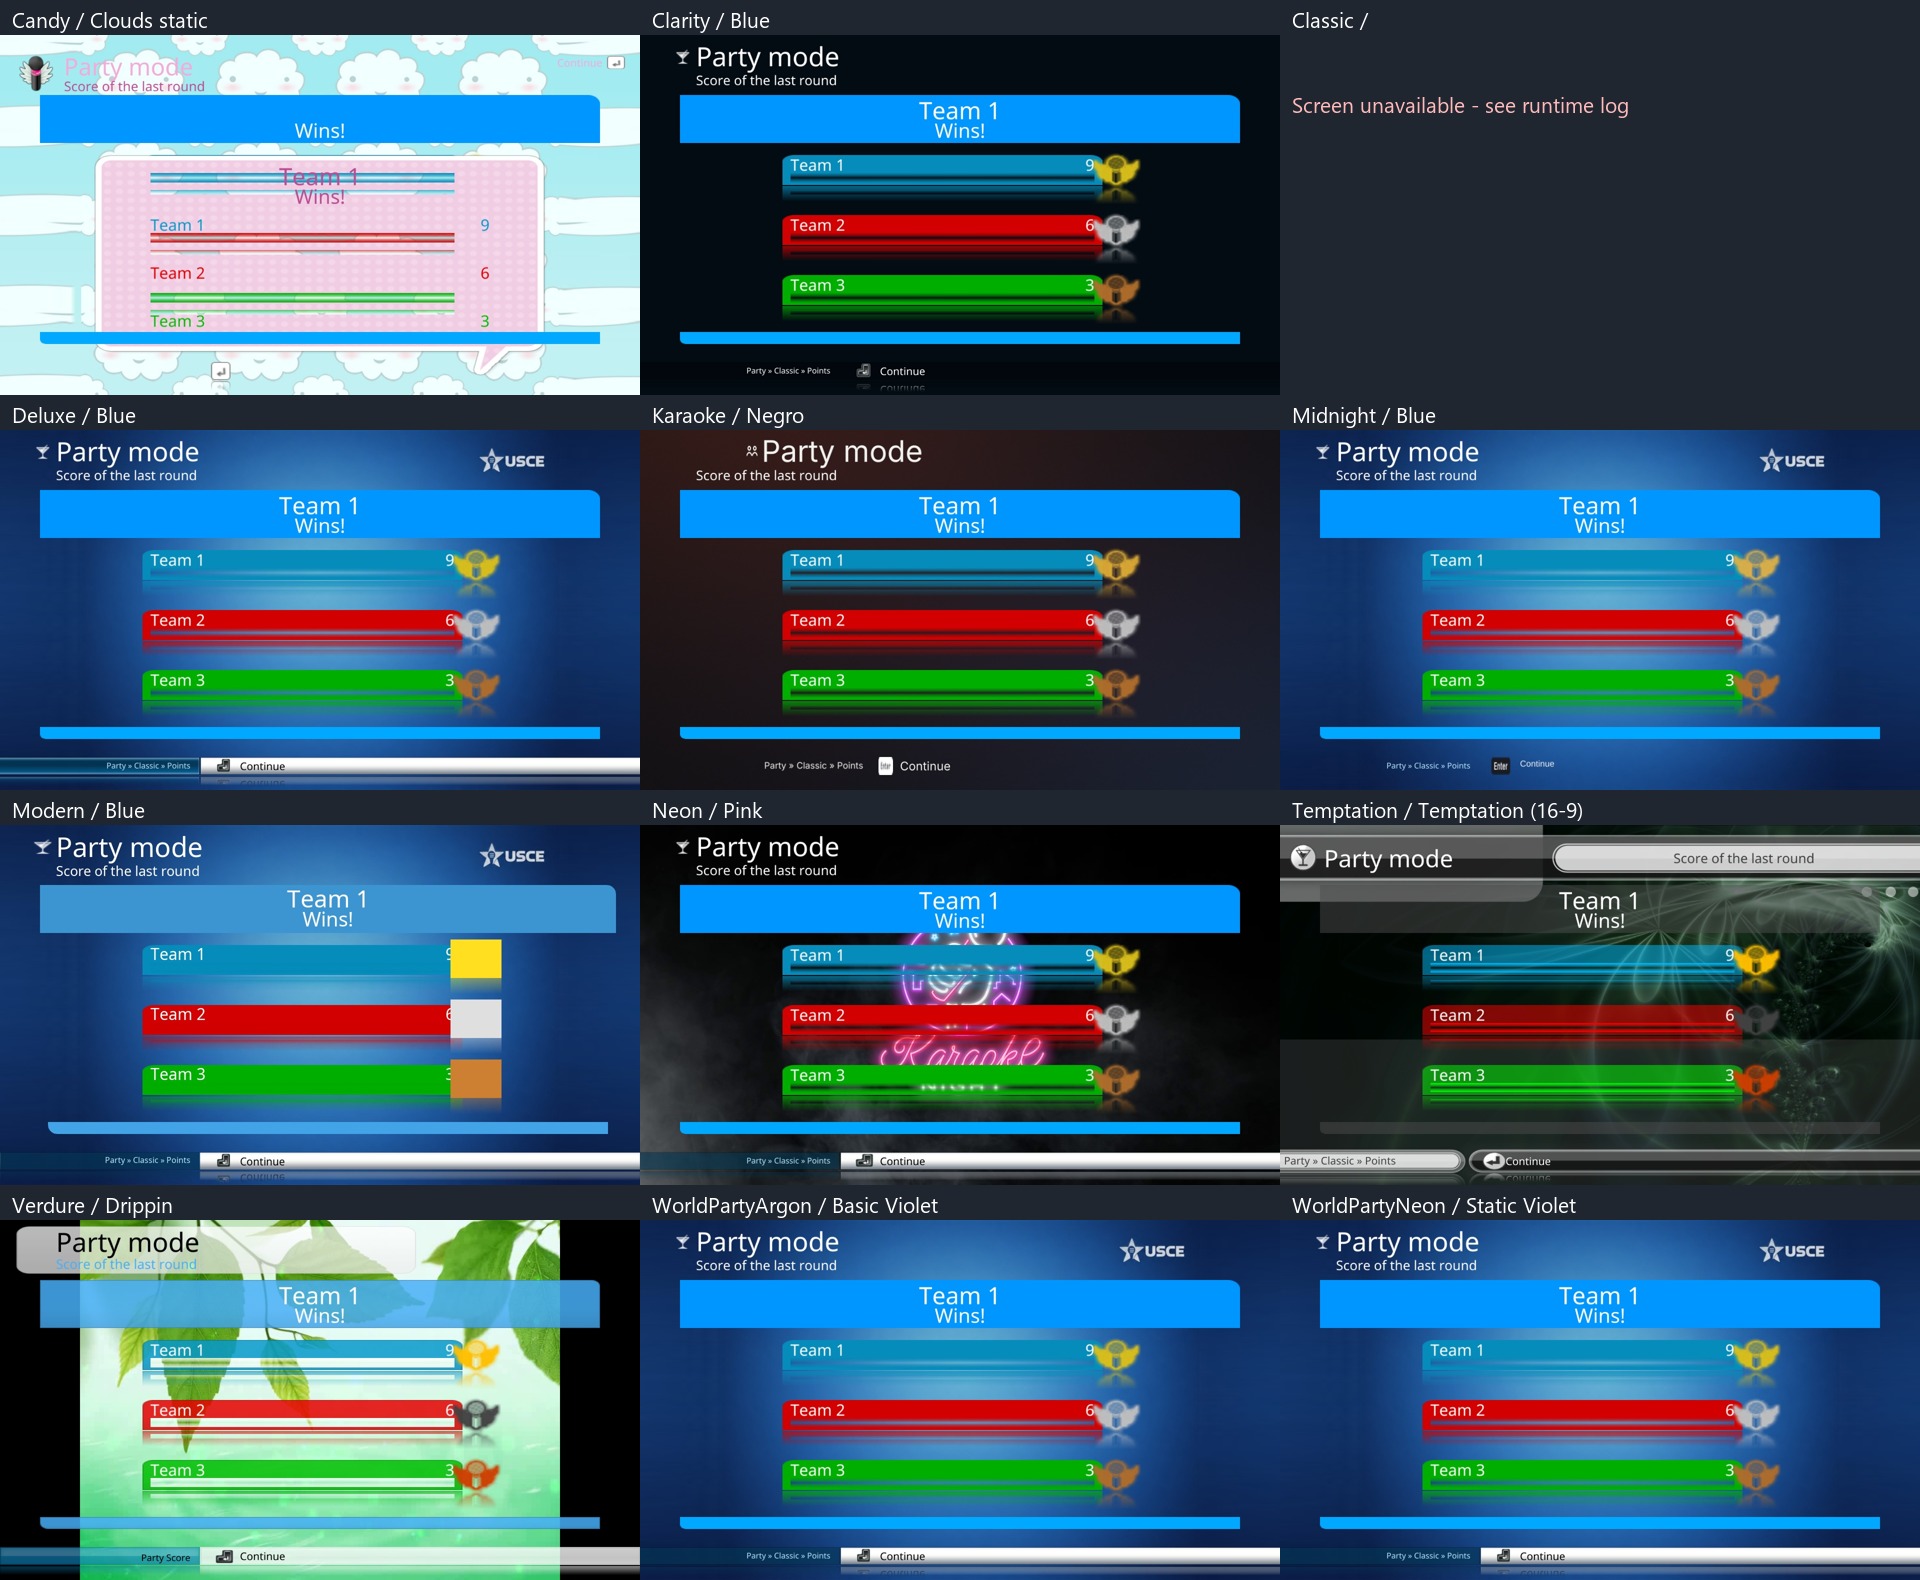 Candy / Clouds static
Party mode
Score of the last round
Continue
Wins!
Team 1
Wins!
Team 1 9
Team 2 6
Team 3 3
Clarity / Blue
Party mode
Score of the last round
Team 1
Wins!
Team 1 9
Team 2 6
Team 3 3
Party » Classic » Points
Continue
Classic /
Screen unavailable - see runtime log
Deluxe / Blue
Party mode
Score of the last round
USCE
Team 1
Wins!
Team 1 9
Team 2 6
Team 3 3
Party » Classic » Points
Continue
Karaoke / Negro
Party mode
Score of the last round
Team 1
Wins!
Team 1 9
Team 2 6
Team 3 3
Party » Classic » Points
Enter
Continue
Midnight / Blue
Party mode
Score of the last round
USCE
Team 1
Wins!
Team 1 9
Team 2 6
Team 3 3
Party » Classic » Points
Enter
Continue
Modern / Blue
Party mode
Score of the last round
USCE
Team 1
Wins!
Team 1
Team 2
Team 3
Party » Classic » Points
Continue
Neon / Pink
Party mode
Score of the last round
Team 1
Wins!
Team 1 9
Team 2 6
Karaoke
Team 3 3
Party » Classic » Points
Continue
Temptation / Temptation (16-9)
Party mode
Score of the last round
Team 1
Wins!
Team 1 9
Team 2 6
Team 3 3
Party » Classic » Points
Continue
Verdure / Drippin
Party mode
Score of the last round
Team 1
Wins!
Team 1 9
Team 2 6
Team 3 3
Party Score
Continue
WorldPartyArgon / Basic Violet
Party mode
Score of the last round
USCE
Team 1
Wins!
Team 1 9
Team 2 6
Team 3 3
Party » Classic » Points
Continue
WorldPartyNeon / Static Violet
Party mode
Score of the last round
USCE
Team 1
Wins!
Team 1 9
Team 2 6
Team 3 3
Party » Classic » Points
Continue